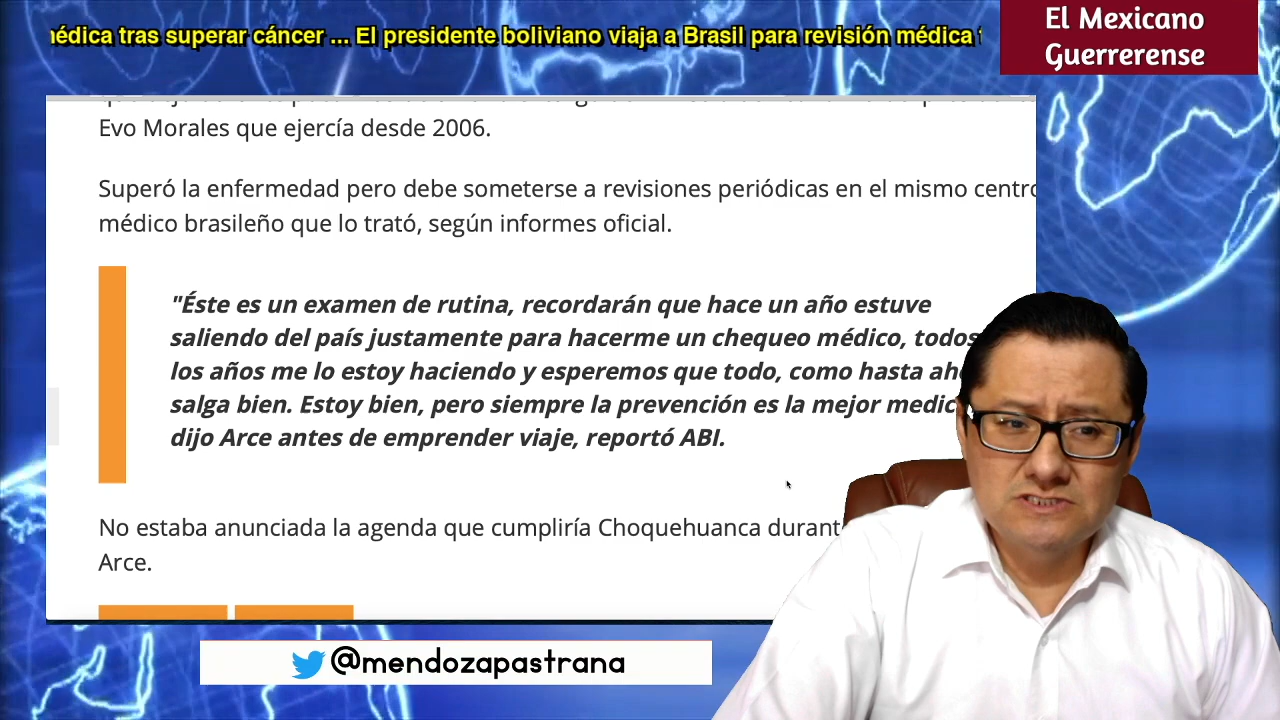 médica tras superar cáncer ... El presidente boliviano viaja a Brasil para revisión médica
El Mexicano
Guerrerense
Evo Morales que ejercía desde 2006.
Superó la enfermedad pero debe someterse a revisiones periódicas en el mismo centro
médico brasileño que lo trató, según informes oficial.
"Éste es un examen de rutina, recordarán que hace un año estuve
saliendo del país justamente para hacerme un chequeo médico, todos
los años me lo estoy haciendo y esperemos que todo, como hasta
salga bien. Estoy bien, pero siempre la prevención es la mejor
dijo Arce antes de emprender viaje, reportó ABI.
No estaba anunciada la agenda que cumpliría Choquehuanca
Arce.
@mendozapastrana